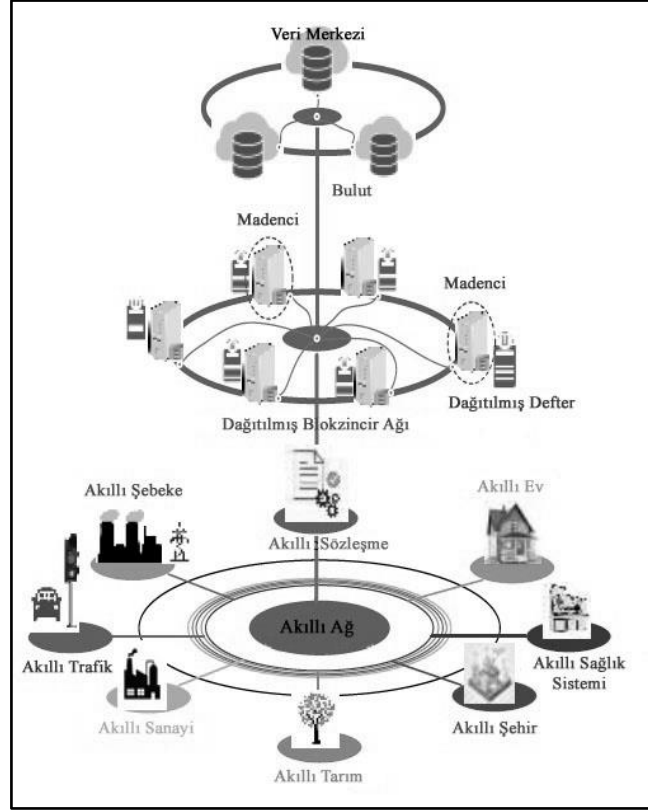 Veri Merkezi
Bulut
Madenci
Madenci
Dağıtılmış Defter
Dağıtılmış Blokzincir Ağı
Akıllı Şebeke
Akıllı Ev
Akıllı Sözleşme
Akıllı Ağ
Akıllı Trafik
Akıllı Sağlık
Sistemi
Akıllı Sanayi
Akıllı Şehir
Akıllı Tarım